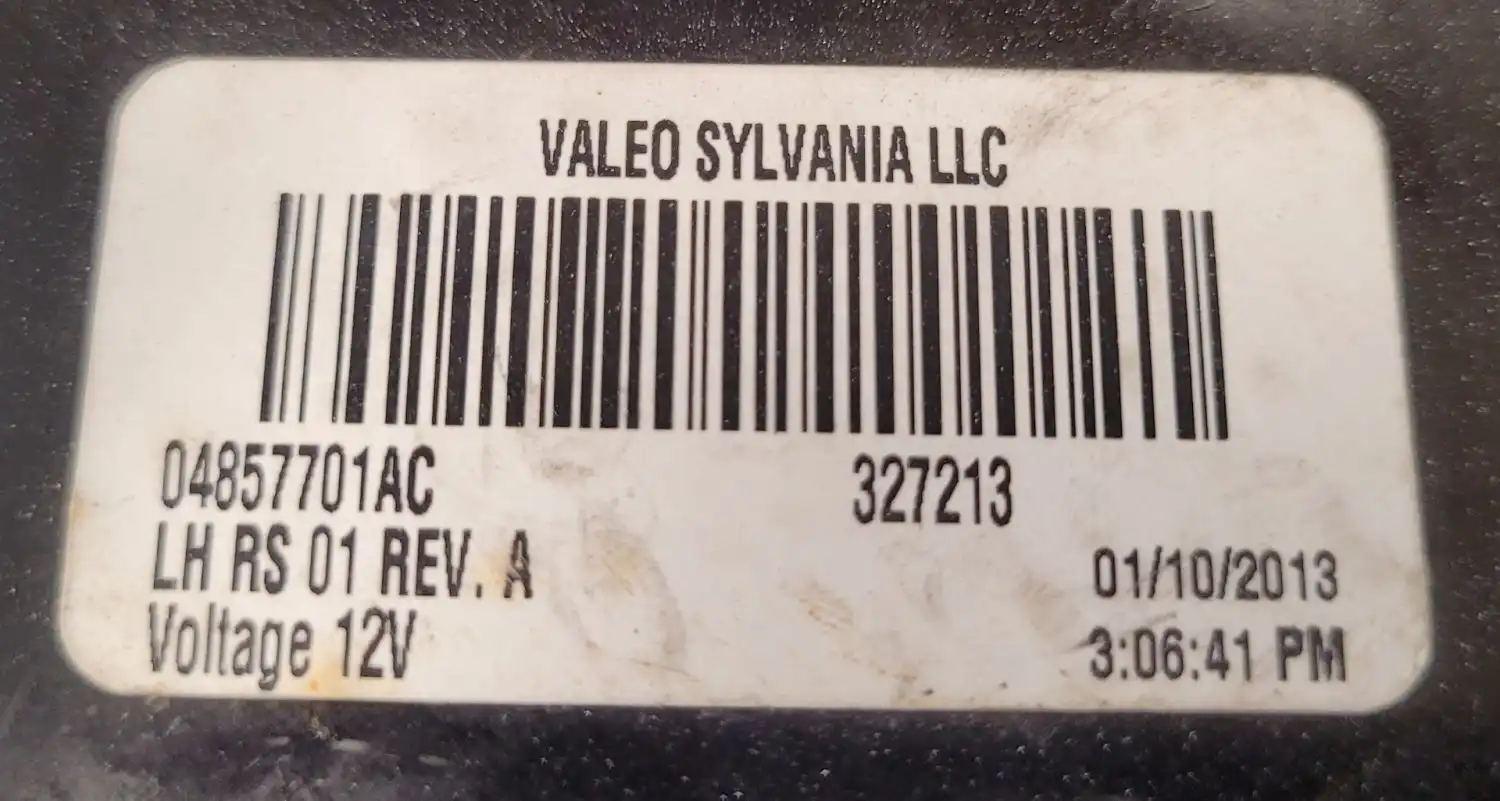 VALEO SYLVANIA LLC
04857701AC 327213
LH RS 01 REV. A 01/10/2013
Voltage 12V 3:06:41 PM